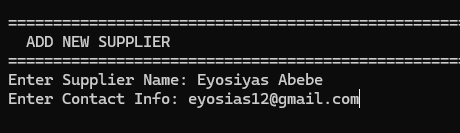 ==================================================
  ADD NEW SUPPLIER
==================================================
Enter Supplier Name: Eyosiyas Abebe
Enter Contact Info: eyosias12@gmail.com